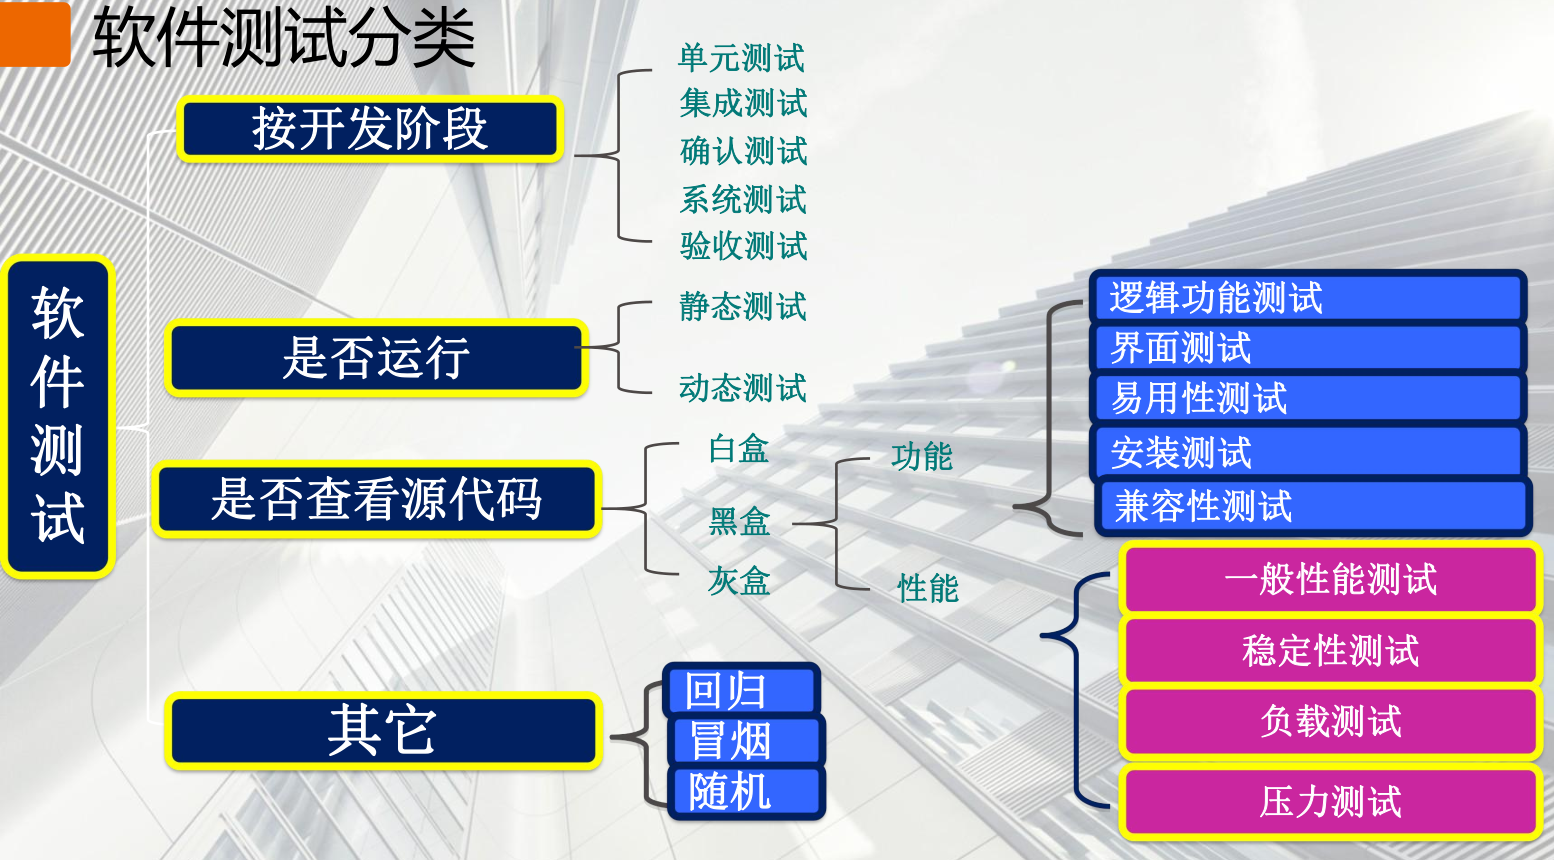 软件测试分类
软件测试
按开发阶段
单元测试
集成测试
确认测试
系统测试
验收测试
是否运行
静态测试
动态测试
是否查看源代码
白盒
黑盒
灰盒
功能
性能
逻辑功能测试
界面测试
易用性测试
安装测试
兼容性测试
一般性能测试
稳定性测试
负载测试
压力测试
其它
回归
冒烟
随机